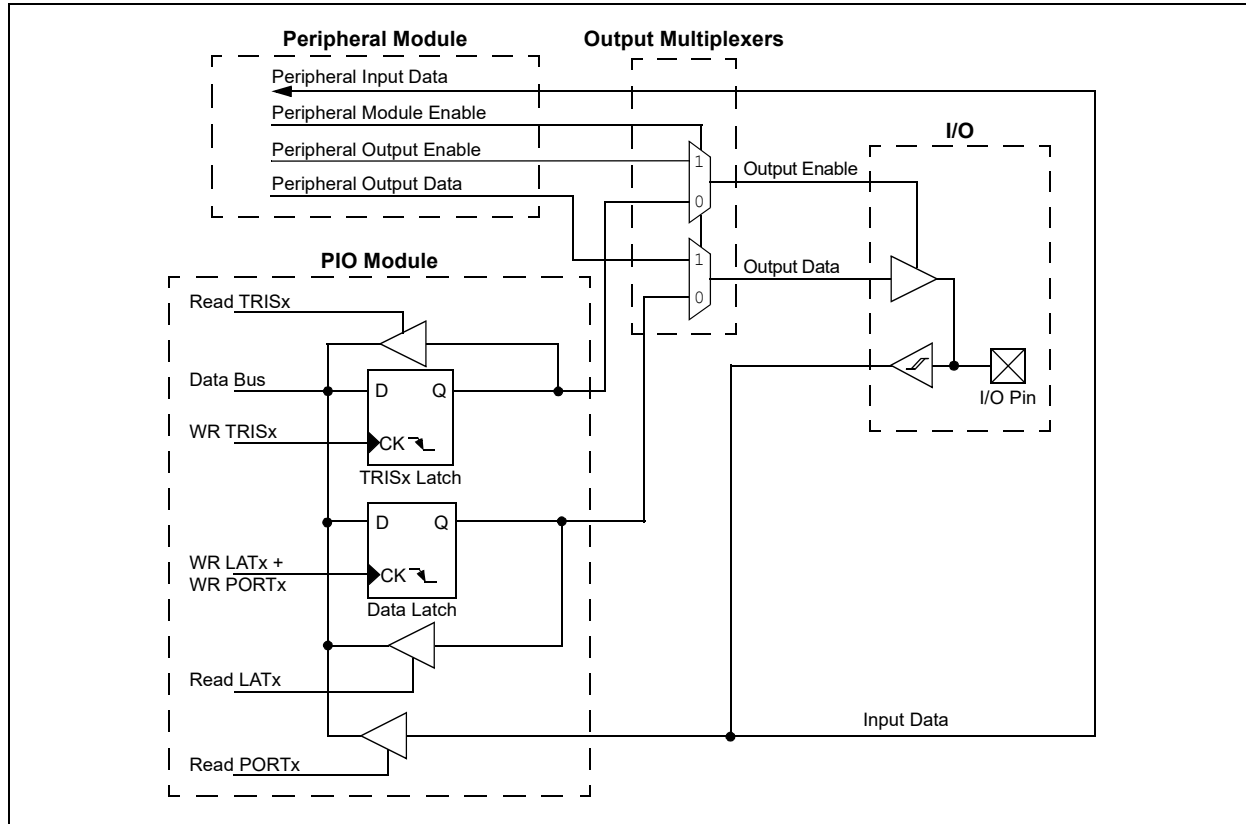 Peripheral Module
Output Multiplexers
Peripheral Input Data
Peripheral Module Enable
I/O
Peripheral Output Enable
1
Output Enable
Peripheral Output Data
0
PIO Module
1
Output Data
0
Read TRISx
Data Bus
D Q
I/O Pin
WR TRISx
CK
TRISx Latch
D Q
WR LATx +
WR PORTx
CK
Data Latch
Read LATx
Input Data
Read PORTx